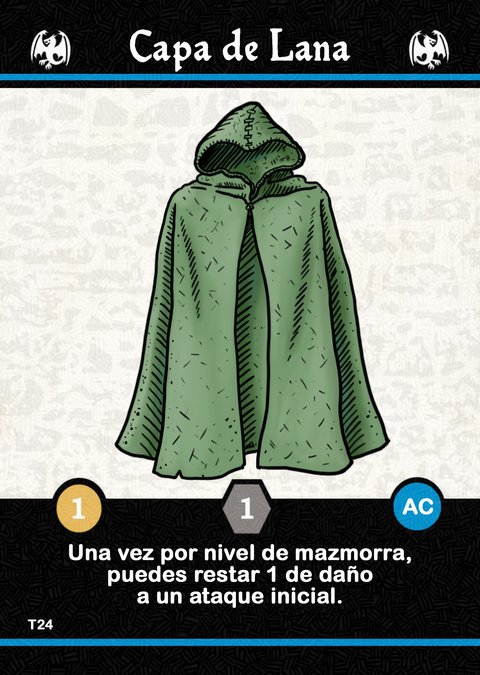 Capa de Lana
1
1
AC
Una vez por nivel de mazmorra,
puedes restar 1 de daño
a un ataque inicial.
T24